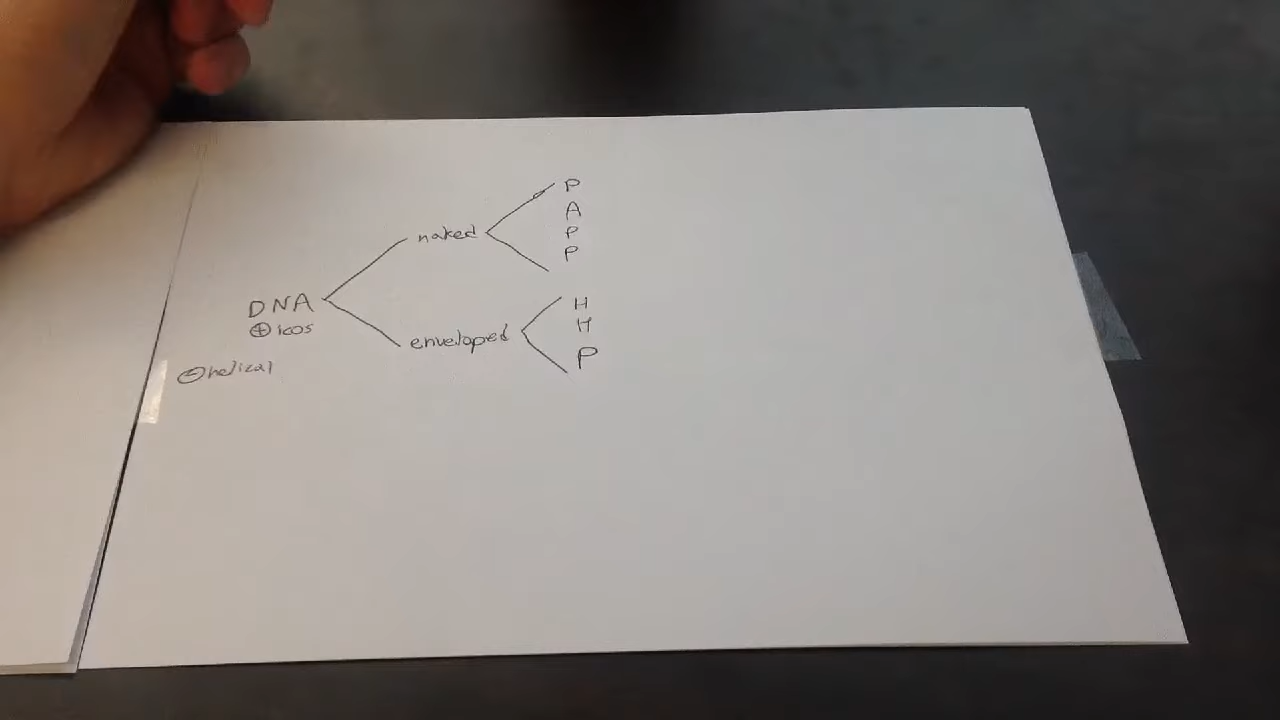 P
A
naked
P
P
DNA
H
⊕ icos
H
enveloped
P
⊖ helical